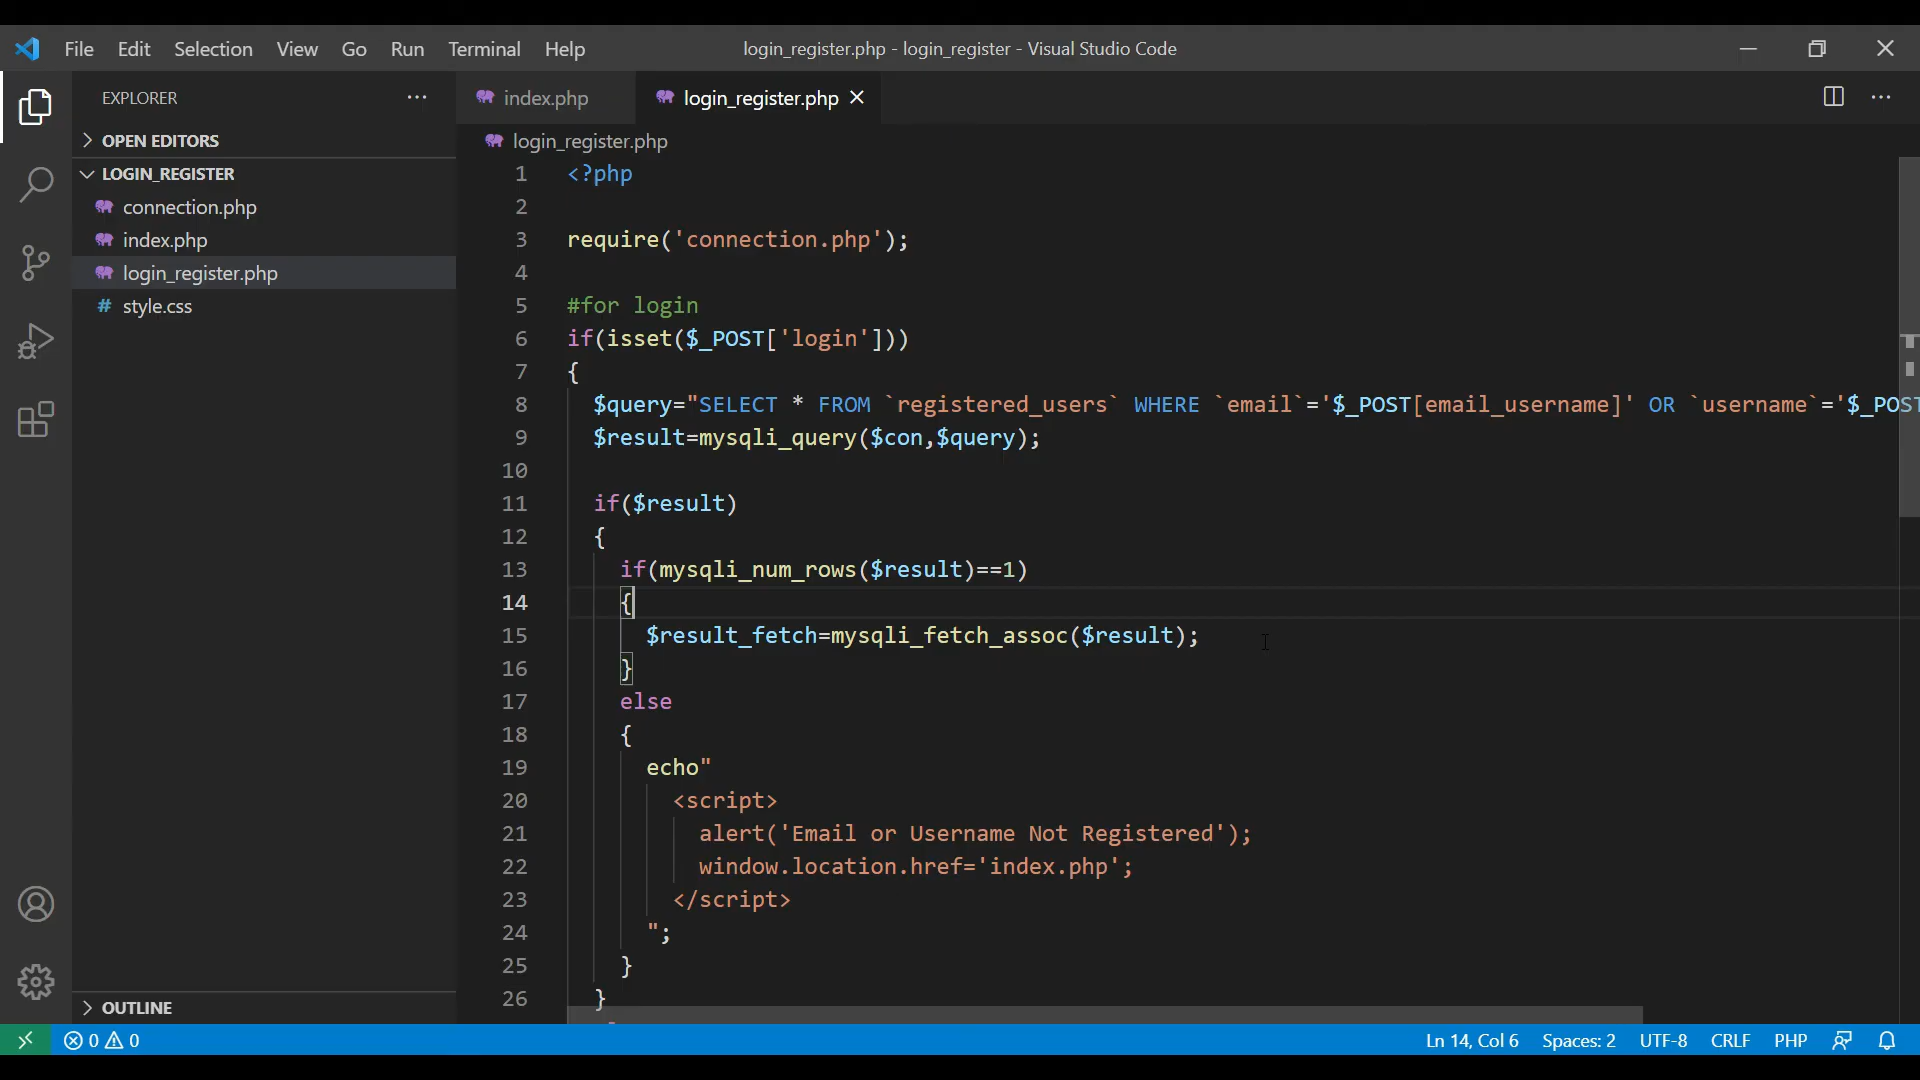 File Edit Selection View Go Run Terminal Help
login_register.php - login_register - Visual Studio Code
EXPLORER
OPEN EDITORS
LOGIN_REGISTER
connection.php
index.php
login_register.php
# style.css
OUTLINE
index.php
login_register.php
login_register.php
1 <?php
2
3 require('connection.php');
4
5 #for login
6 if(isset($_POST['login']))
7 {
8 $query="SELECT * FROM `registered_users` WHERE `email`='$_POST[email_username]' OR `username`='$_POST
9 $result=mysqli_query($con,$query);
10
11 if($result)
12 {
13 if(mysqli_num_rows($result)==1)
14 {
15 $result_fetch=mysqli_fetch_assoc($result);
16 }
17 else
18 {
19 echo"
20 <script>
21 alert('Email or Username Not Registered');
22 window.location.href='index.php';
23 </script>
24 ";
25 }
26 }
0 0
Ln 14, Col 6 Spaces: 2 UTF-8 CRLF PHP